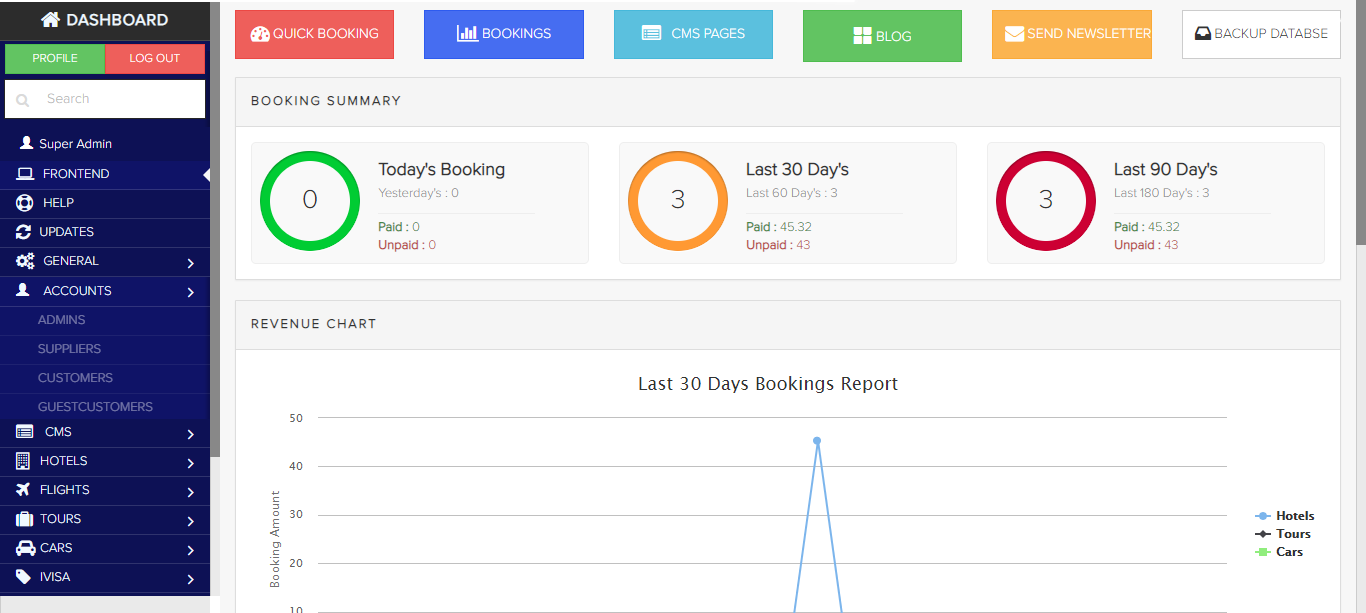 DASHBOARD
PROFILE
LOG OUT
Search
Super Admin
FRONTEND
HELP
UPDATES
GENERAL
ACCOUNTS
ADMINS
SUPPLIERS
CUSTOMERS
GUESTCUSTOMERS
CMS
HOTELS
FLIGHTS
TOURS
CARS
IVISA
QUICK BOOKING
BOOKINGS
CMS PAGES
BLOG
SEND NEWSLETTER
BACKUP DATABSE
BOOKING SUMMARY
0
Today's Booking
Yesterday's : 0
Paid : 0
Unpaid : 0
3
Last 30 Day's
Last 60 Day's : 3
Paid : 45.32
Unpaid : 43
3
Last 90 Day's
Last 180 Day's : 3
Paid : 45.32
Unpaid : 43
REVENUE CHART
Last 30 Days Bookings Report
Booking Amount
50
40
30
20
10
Hotels
Tours
Cars